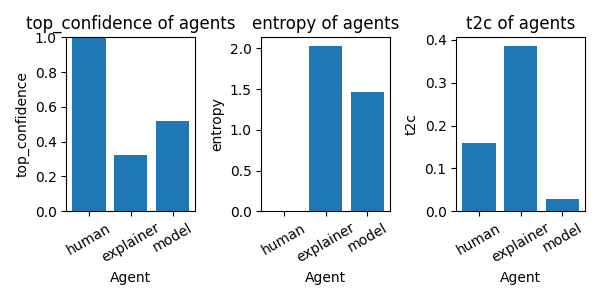 top_confidence of agents
entropy of agents
t2c of agents
top_confidence
1.0
0.8
0.6
0.4
0.2
0.0
human
explainer
model
Agent
entropy
2.0
1.5
1.0
0.5
0.0
human
explainer
model
Agent
t2c
0.4
0.3
0.2
0.1
0.0
human
explainer
model
Agent